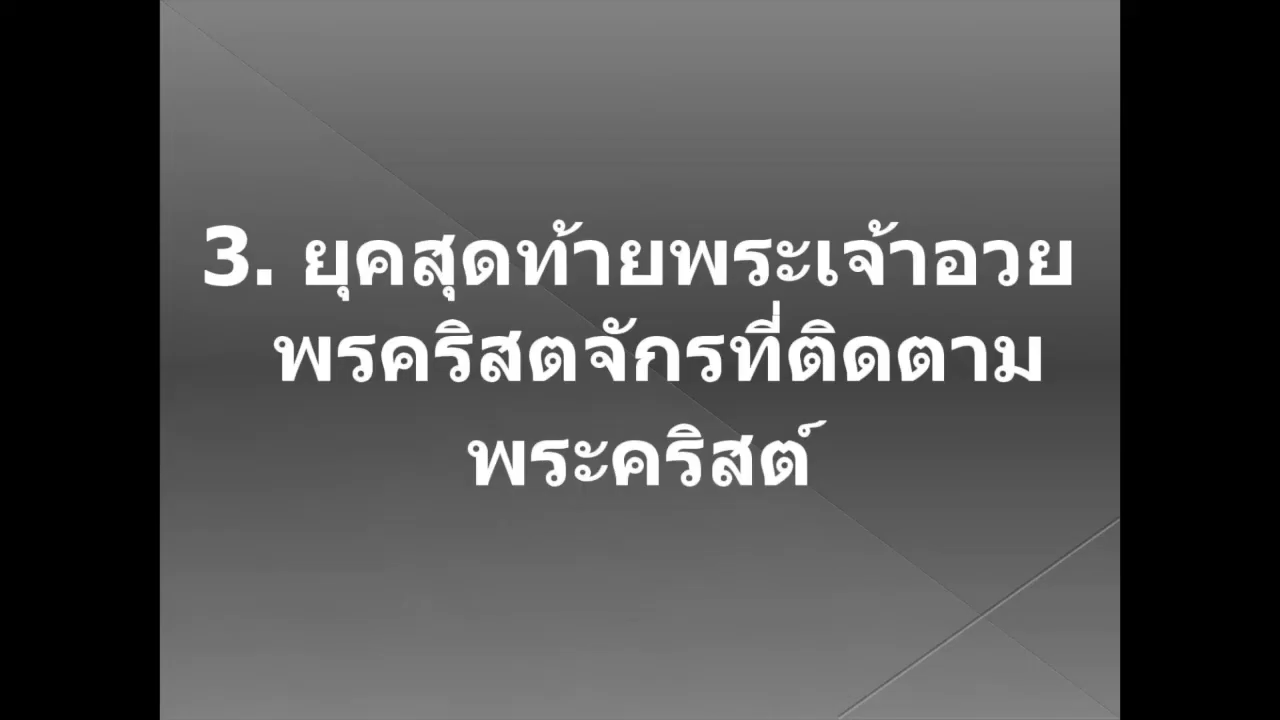 3. ยุคสุดท้ายพระเจ้าอวย
พรคริสตจักรที่ติดตาม
พระคริสต์